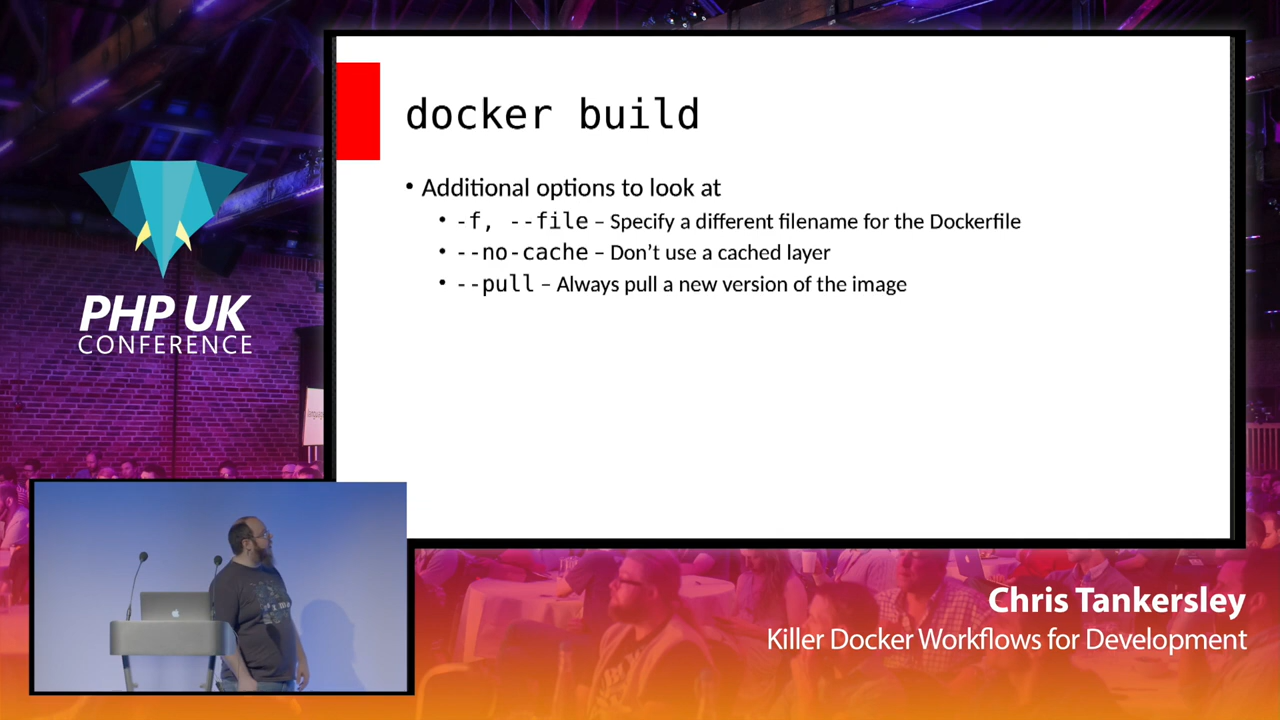 docker build
• Additional options to look at
• -f, --file – Specify a different filename for the Dockerfile
• --no-cache – Don’t use a cached layer
• --pull – Always pull a new version of the image
PHP UK
CONFERENCE
Chris Tankersley
Killer Docker Workflows for Development